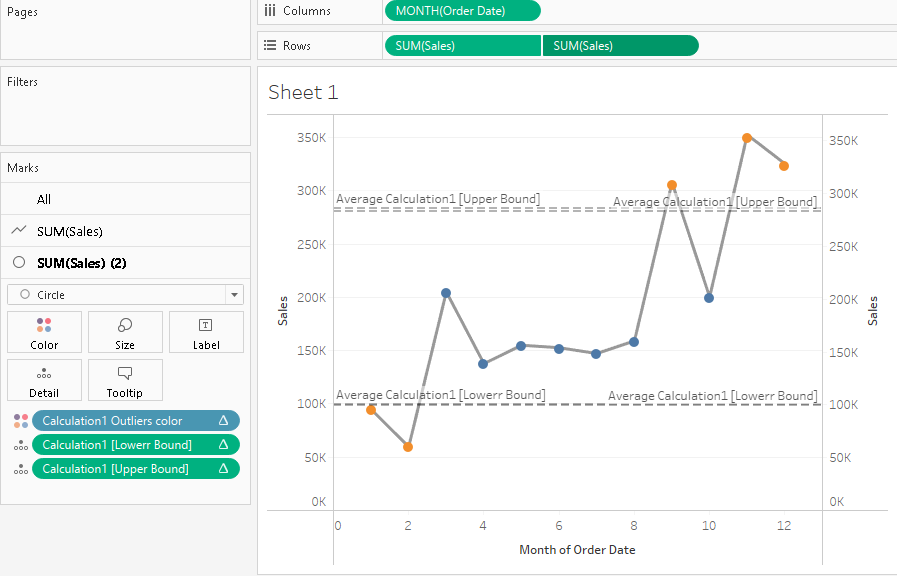 Pages
Columns
MONTH(Order Date)
Rows
SUM(Sales)
SUM(Sales)
Filters
Marks
All
SUM(Sales)
SUM(Sales) (2)
Circle
Color
Size
Label
Detail
Tooltip
Calculation1 Outliers color
Calculation1 [Lowerr Bound]
Calculation1 [Upper Bound]
Sheet 1
350K
300K
250K
200K
150K
100K
50K
0K
Sales
Average Calculation1 [Upper Bound]
Average Calculation1 [Upper Bound]
Average Calculation1 [Lowerr Bound]
Average Calculation1 [Lowerr Bound]
350K
300K
250K
200K
150K
100K
50K
0K
Sales
0 2 4 6 8 10 12
Month of Order Date